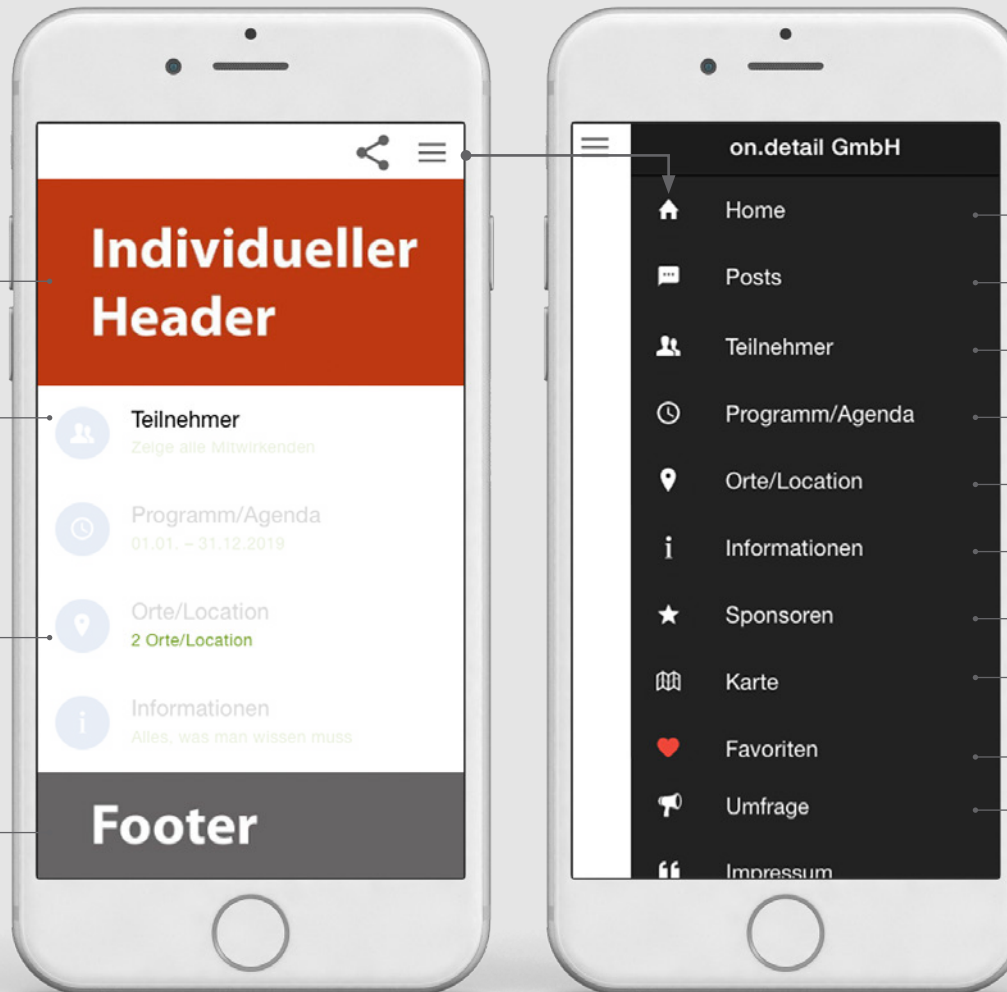 Individueller
Header
Teilnehmer
Zeige alle Mitwirkenden
Programm/Agenda
01.01. – 31.12.2019
Orte/Location
2 Orte/Location
Informationen
Alles, was man wissen muss
Footer
on.detail GmbH
Home
Posts
Teilnehmer
Programm/Agenda
Orte/Location
Informationen
Sponsoren
Karte
Favoriten
Umfrage
Impressum